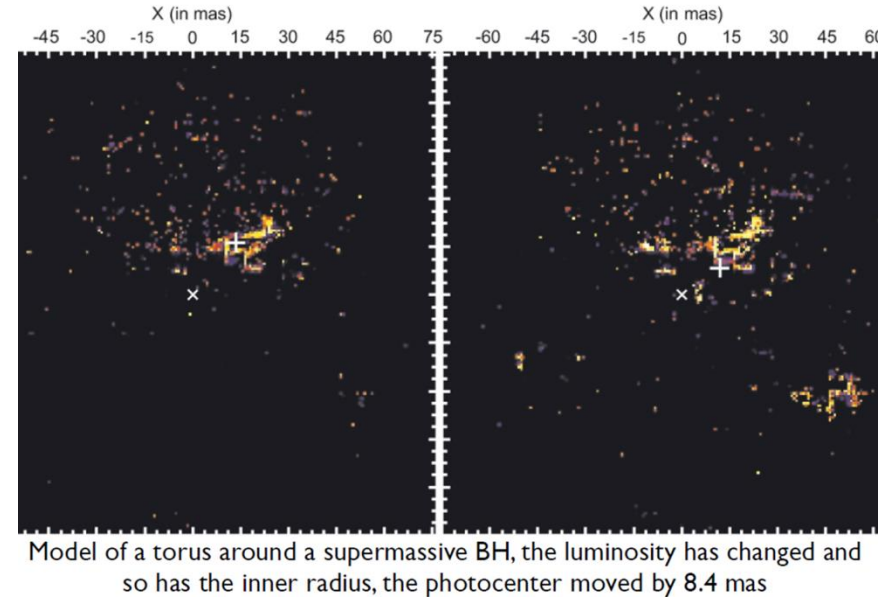 X (in mas)
-45 -30 -15 0 15 30 45 60 75
X (in mas)
-60 -45 -30 -15 0 15 30 45 60
Model of a torus around a supermassive BH, the luminosity has changed and
so has the inner radius, the photocenter moved by 8.4 mas